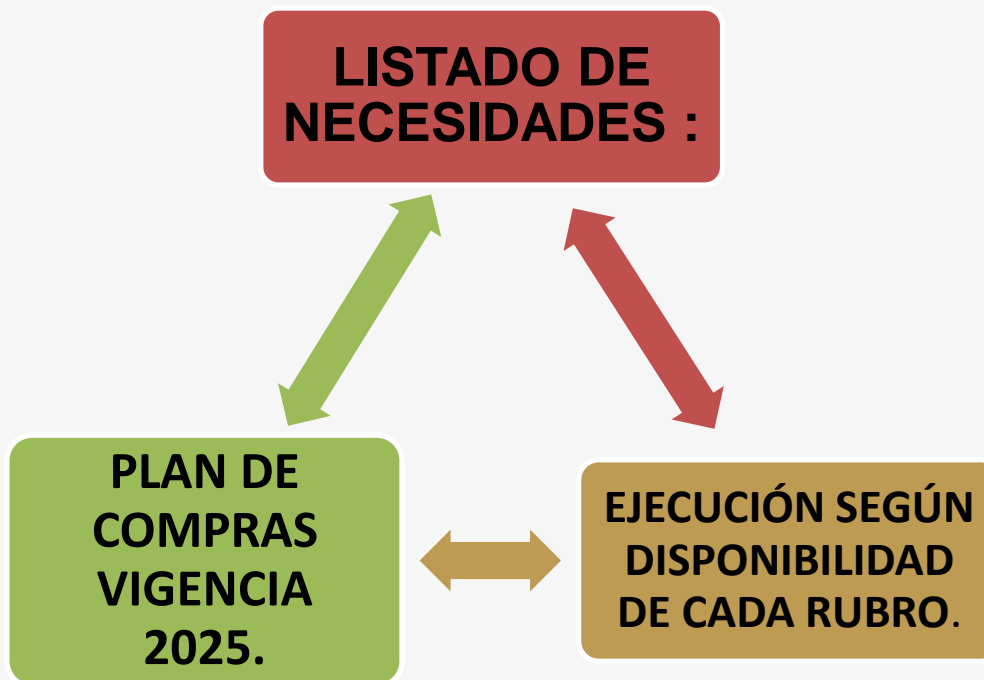 LISTADO DE
NECESIDADES :
PLAN DE
COMPRAS
VIGENCIA
2025.
EJECUCIÓN SEGÚN
DISPONIBILIDAD
DE CADA RUBRO.